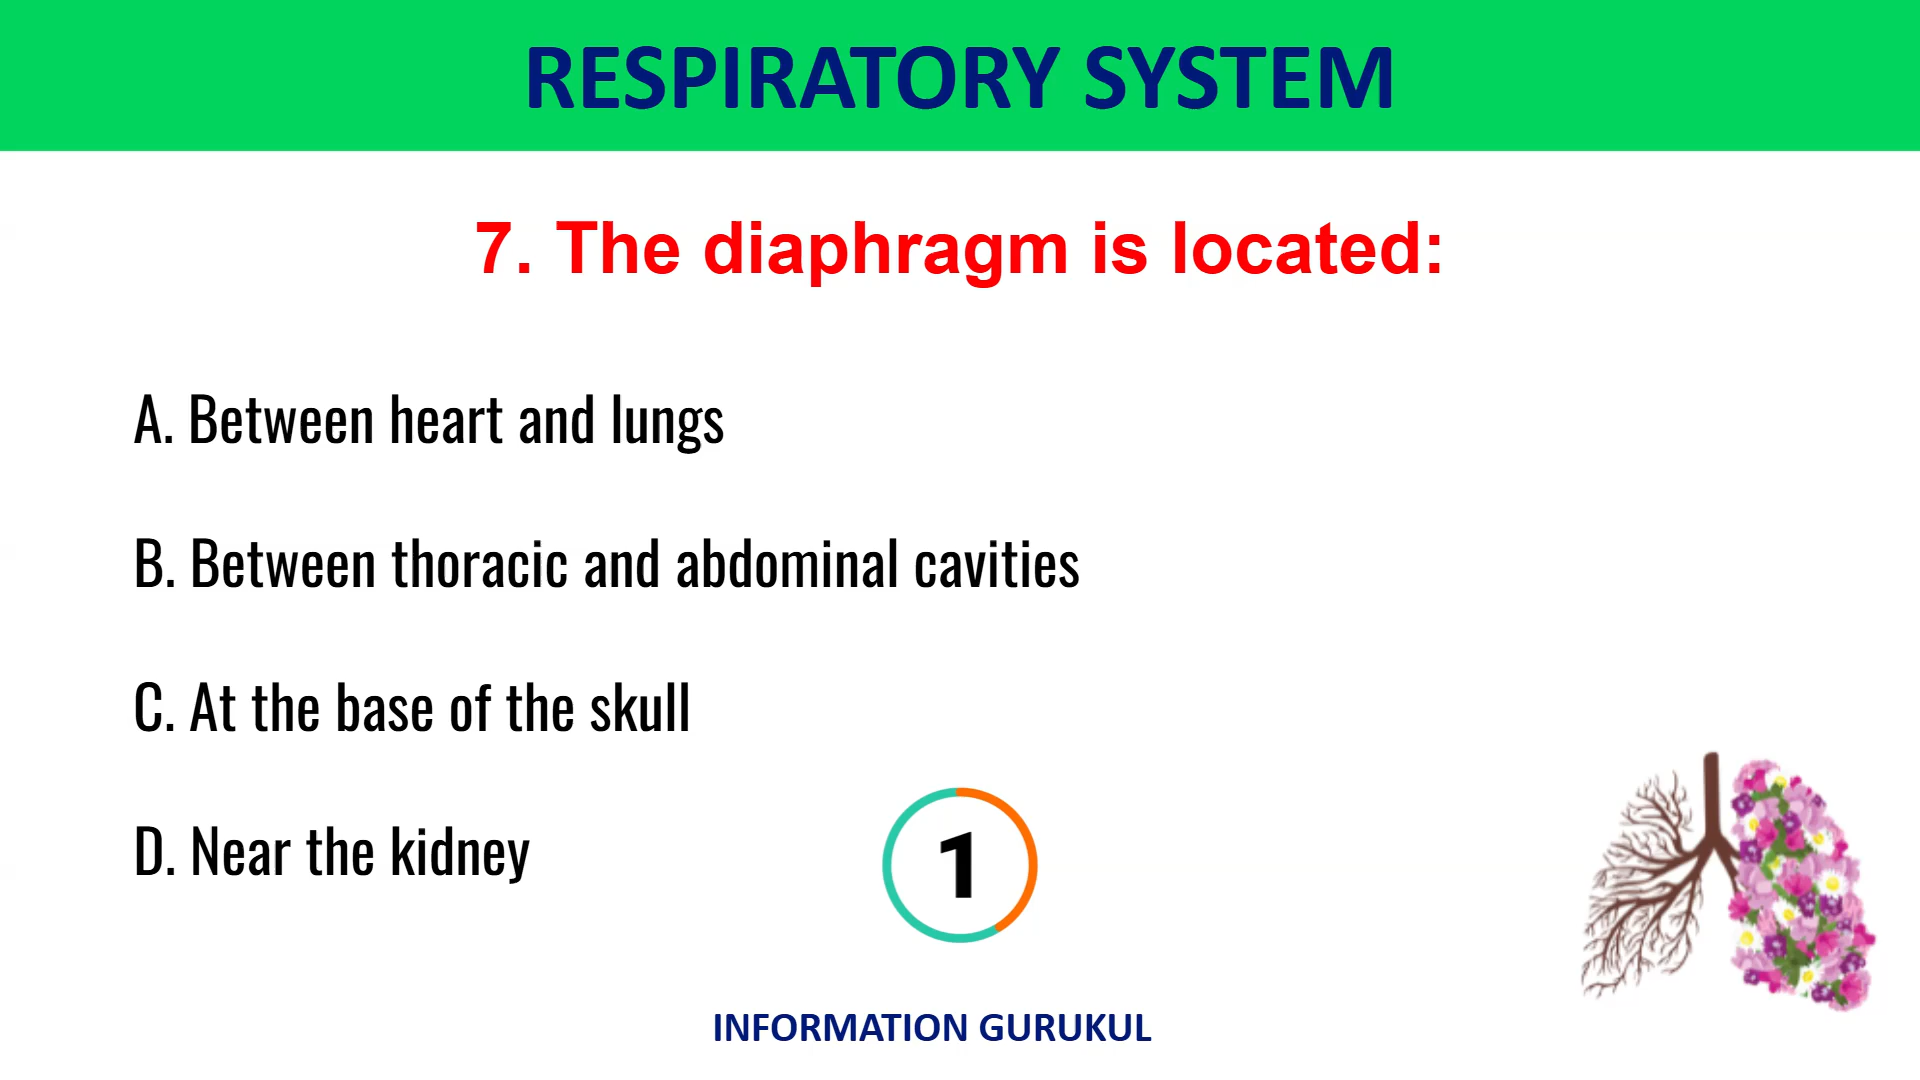 RESPIRATORY SYSTEM
7. The diaphragm is located:
A. Between heart and lungs
B. Between thoracic and abdominal cavities
C. At the base of the skull
D. Near the kidney
1
INFORMATION GURUKUL